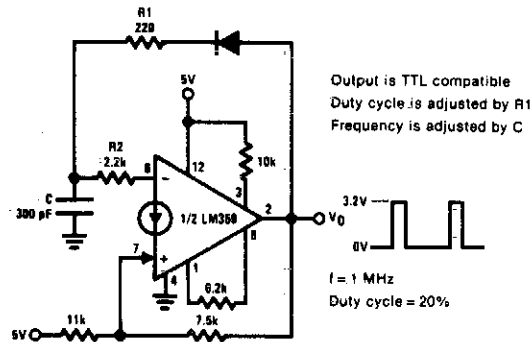 R1
220
5V
Output is TTL compatible
Duty cycle is adjusted by R1
Frequency is adjusted by C
R2
2.2k
6
12
10k
C
300 pF
−
1/2 LM359
3
2
VO
3.2V
0V
7
+
4
1
8
6.2k
f = 1 MHz
Duty cycle = 20%
5V
11k
7.5k